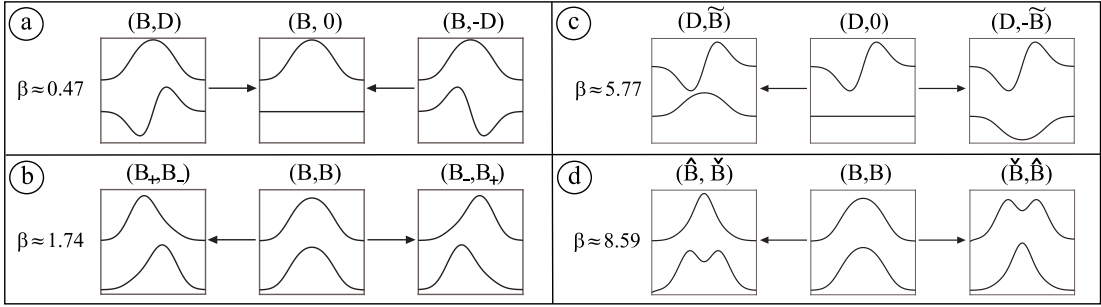 a
(B,D)
(B, 0)
(B,-D)
β≈0.47
c
(D,B̃)
(D,0)
(D,-B̃)
β≈5.77
b
(B₊,B₋)
(B,B)
(B₋,B₊)
β≈1.74
d
(B̂, B̌)
(B,B)
(B̌,B̂)
β≈8.59